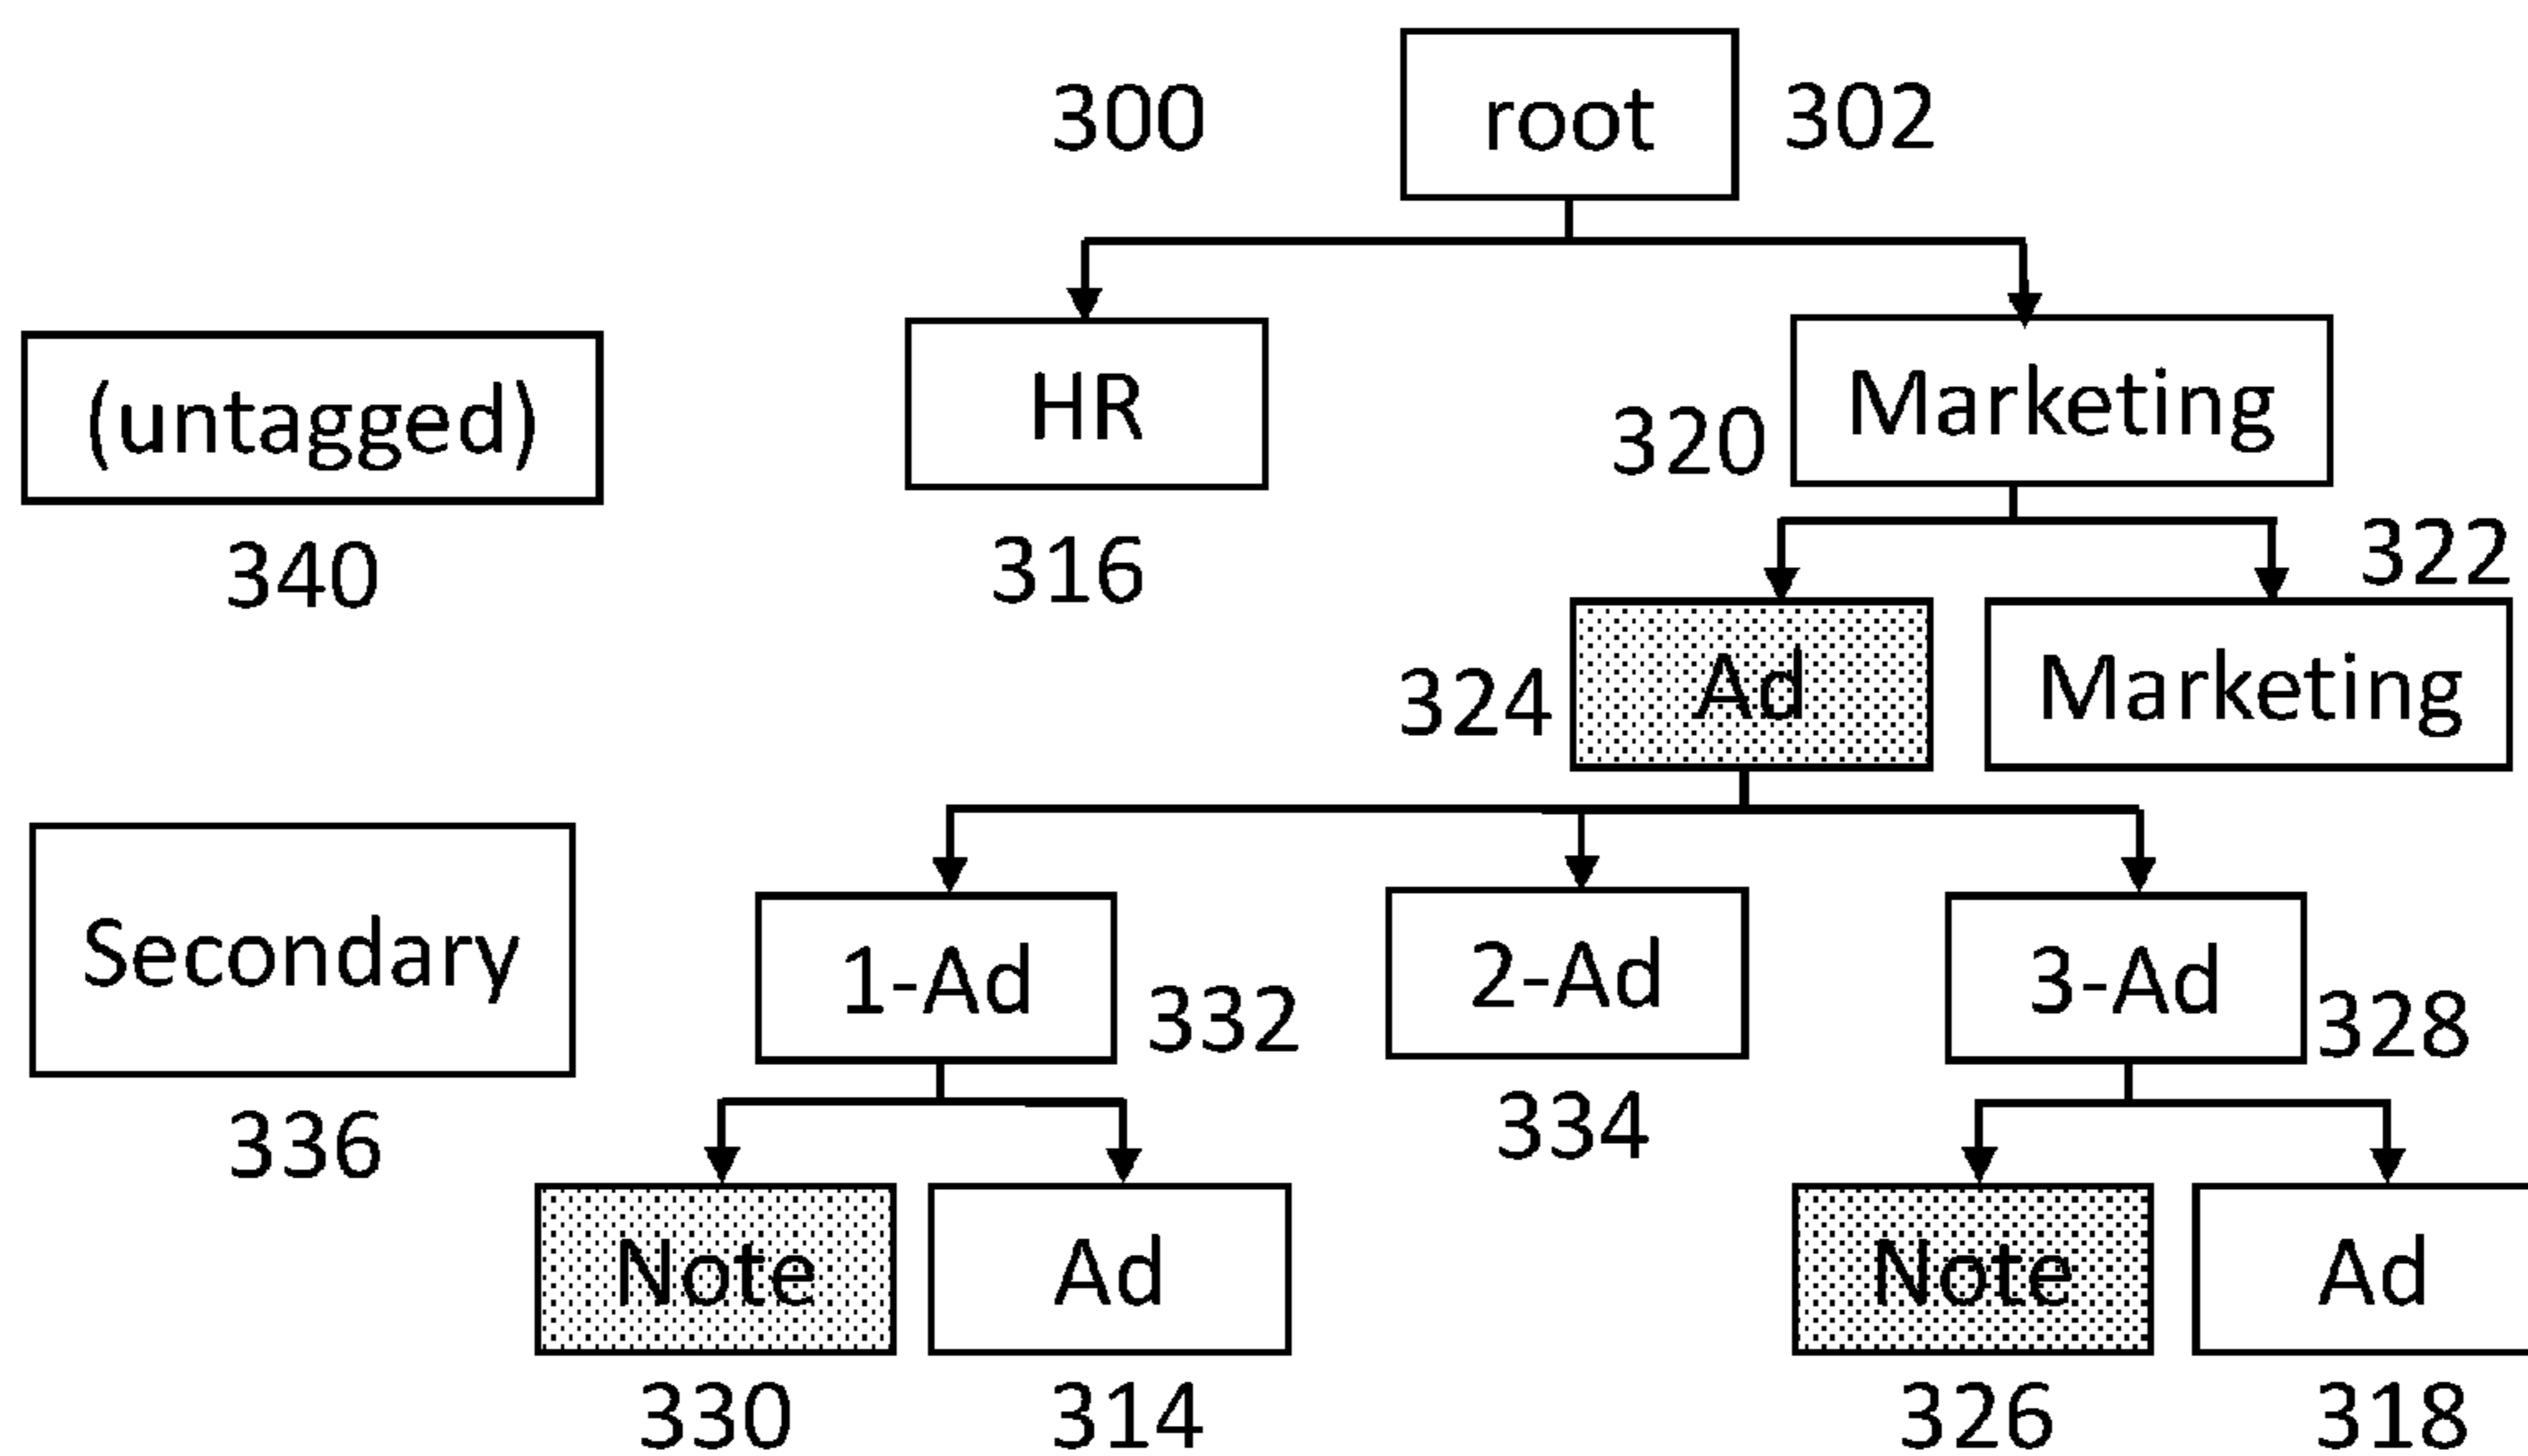 300
root
302
(untagged)
340
HR
316
320
Marketing
322
324
Ad
Marketing
Secondary
336
1-Ad
332
2-Ad
334
3-Ad
328
Note
330
Ad
314
Note
326
Ad
318